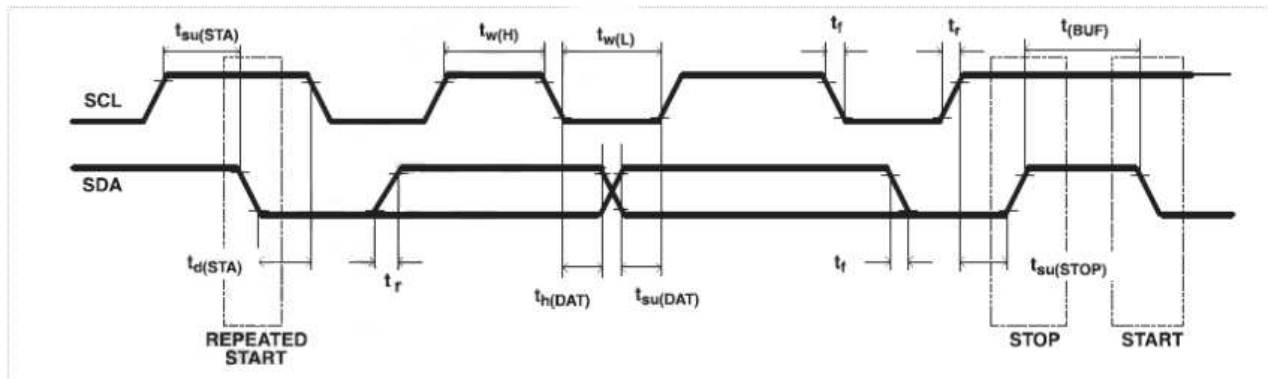 tsu(STA)
tw(H)
tw(L)
tf
tr
t(BUF)
SCL
SDA
td(STA)
tr
th(DAT)
tsu(DAT)
tf
tsu(STOP)
REPEATED
START
STOP
START